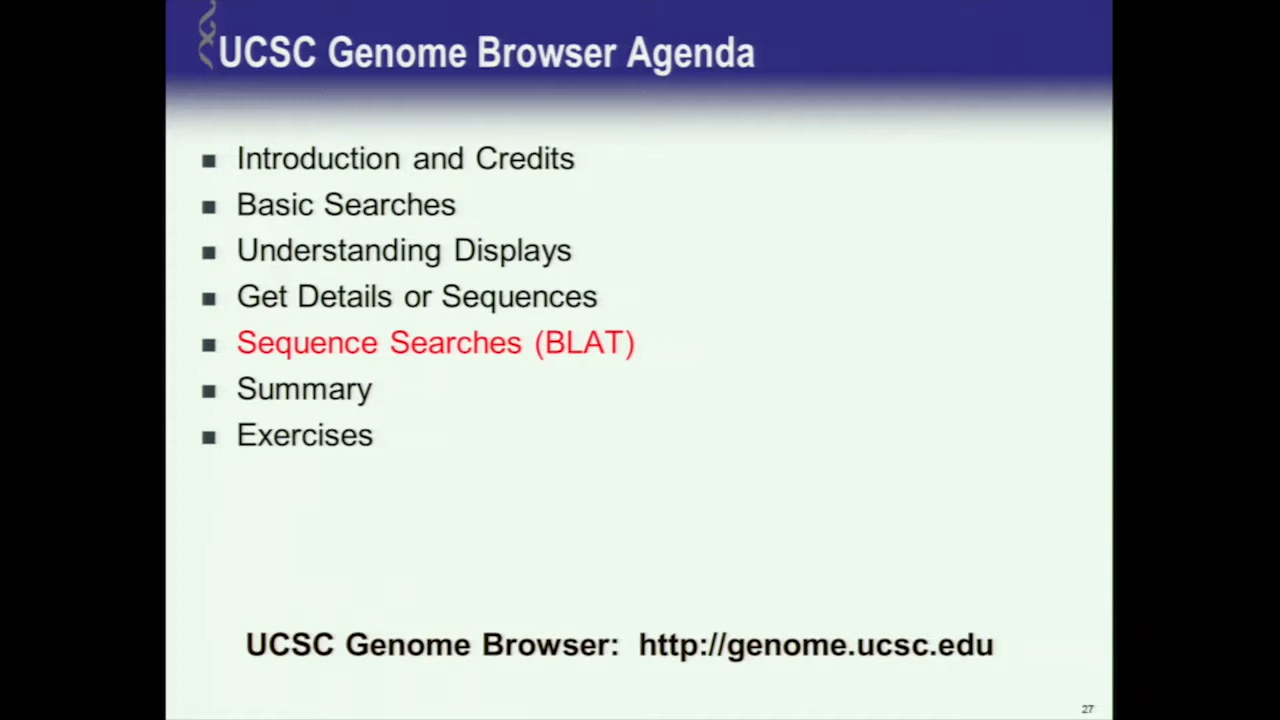 UCSC Genome Browser Agenda
Introduction and Credits
Basic Searches
Understanding Displays
Get Details or Sequences
Sequence Searches (BLAT)
Summary
Exercises
UCSC Genome Browser: http://genome.ucsc.edu
27